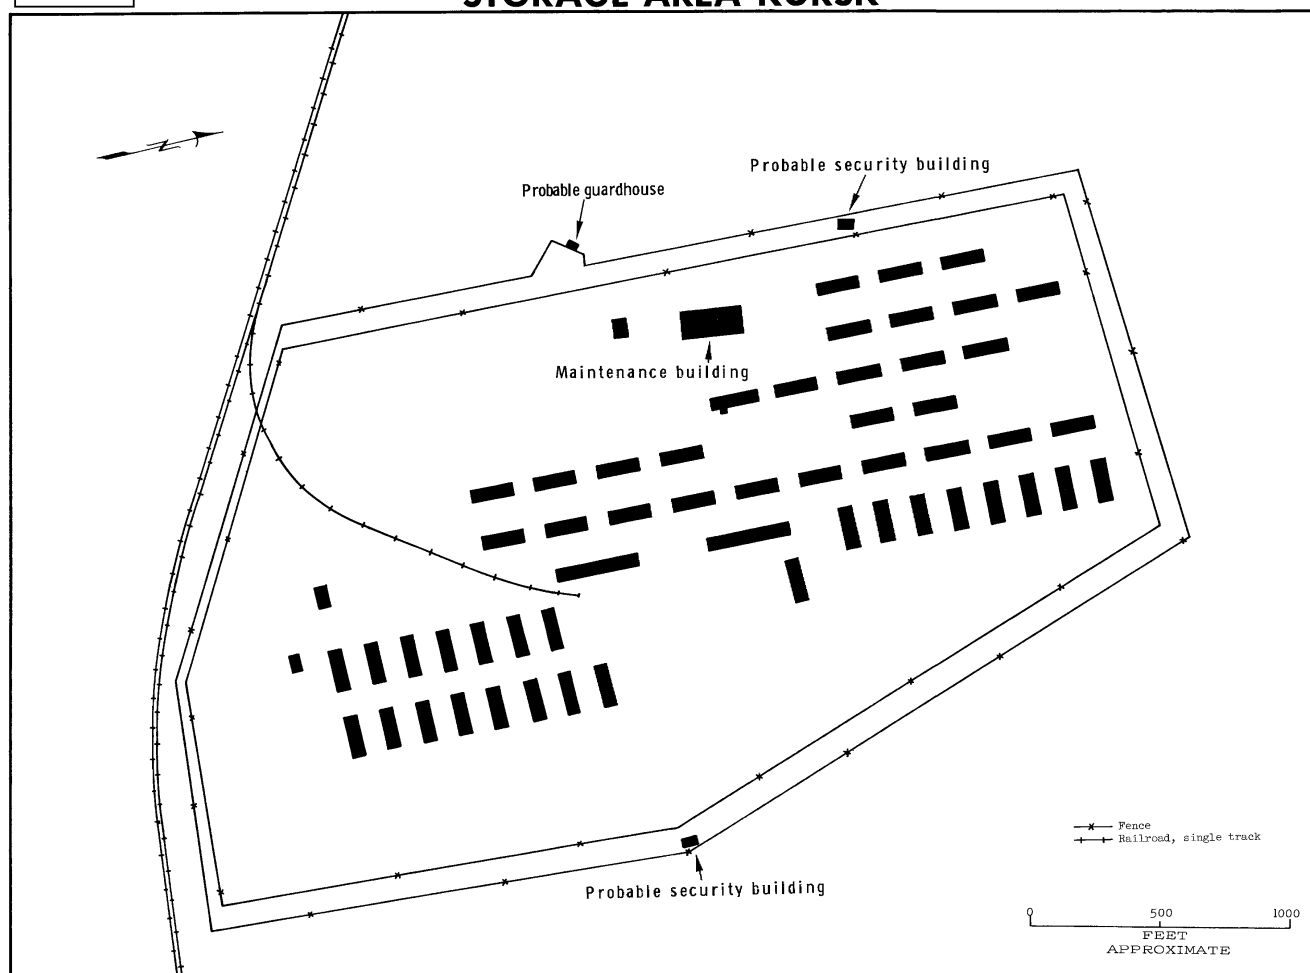 STORAGE AREA KURSK
N
Probable security building
Probable guardhouse
Maintenance building
Fence
Railroad, single track
Probable security building
0 500 1000
FEET
APPROXIMATE